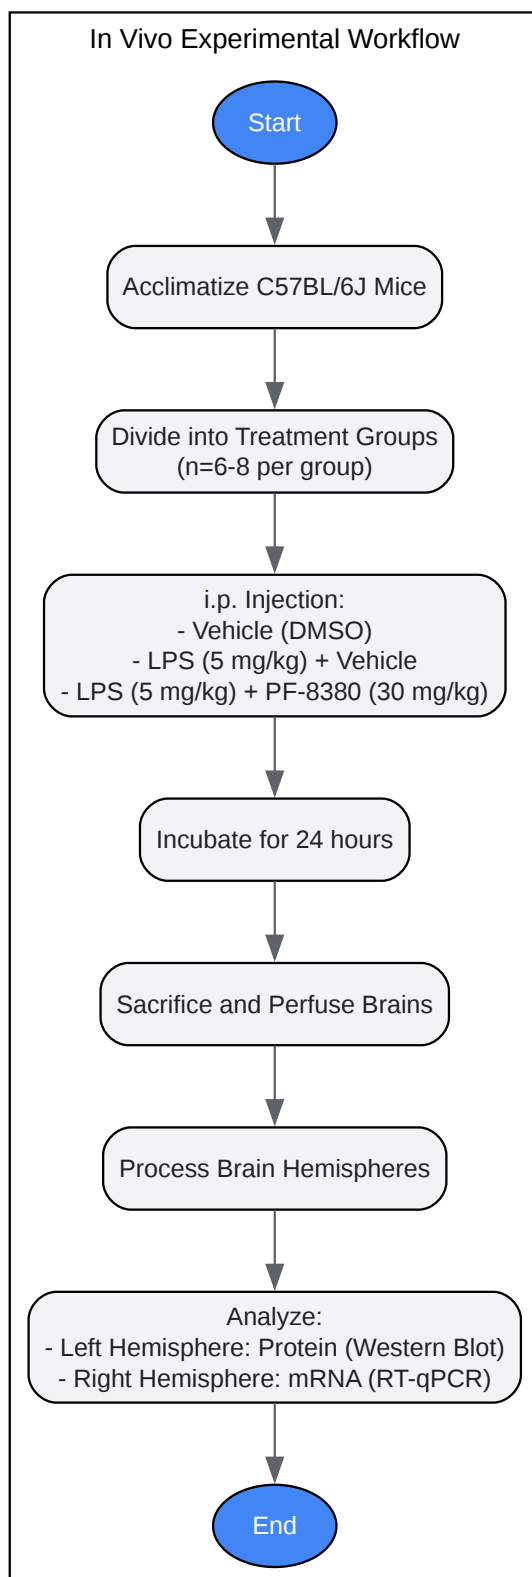 In Vivo Experimental Workflow
Start
Acclimatize C57BL/6J Mice
Divide into Treatment Groups
(n=6-8 per group)
i.p. Injection:
- Vehicle (DMSO)
- LPS (5 mg/kg) + Vehicle
- LPS (5 mg/kg) + PF-8380 (30 mg/kg)
Incubate for 24 hours
Sacrifice and Perfuse Brains
Process Brain Hemispheres
Analyze:
- Left Hemisphere: Protein (Western Blot)
- Right Hemisphere: mRNA (RT-qPCR)
End